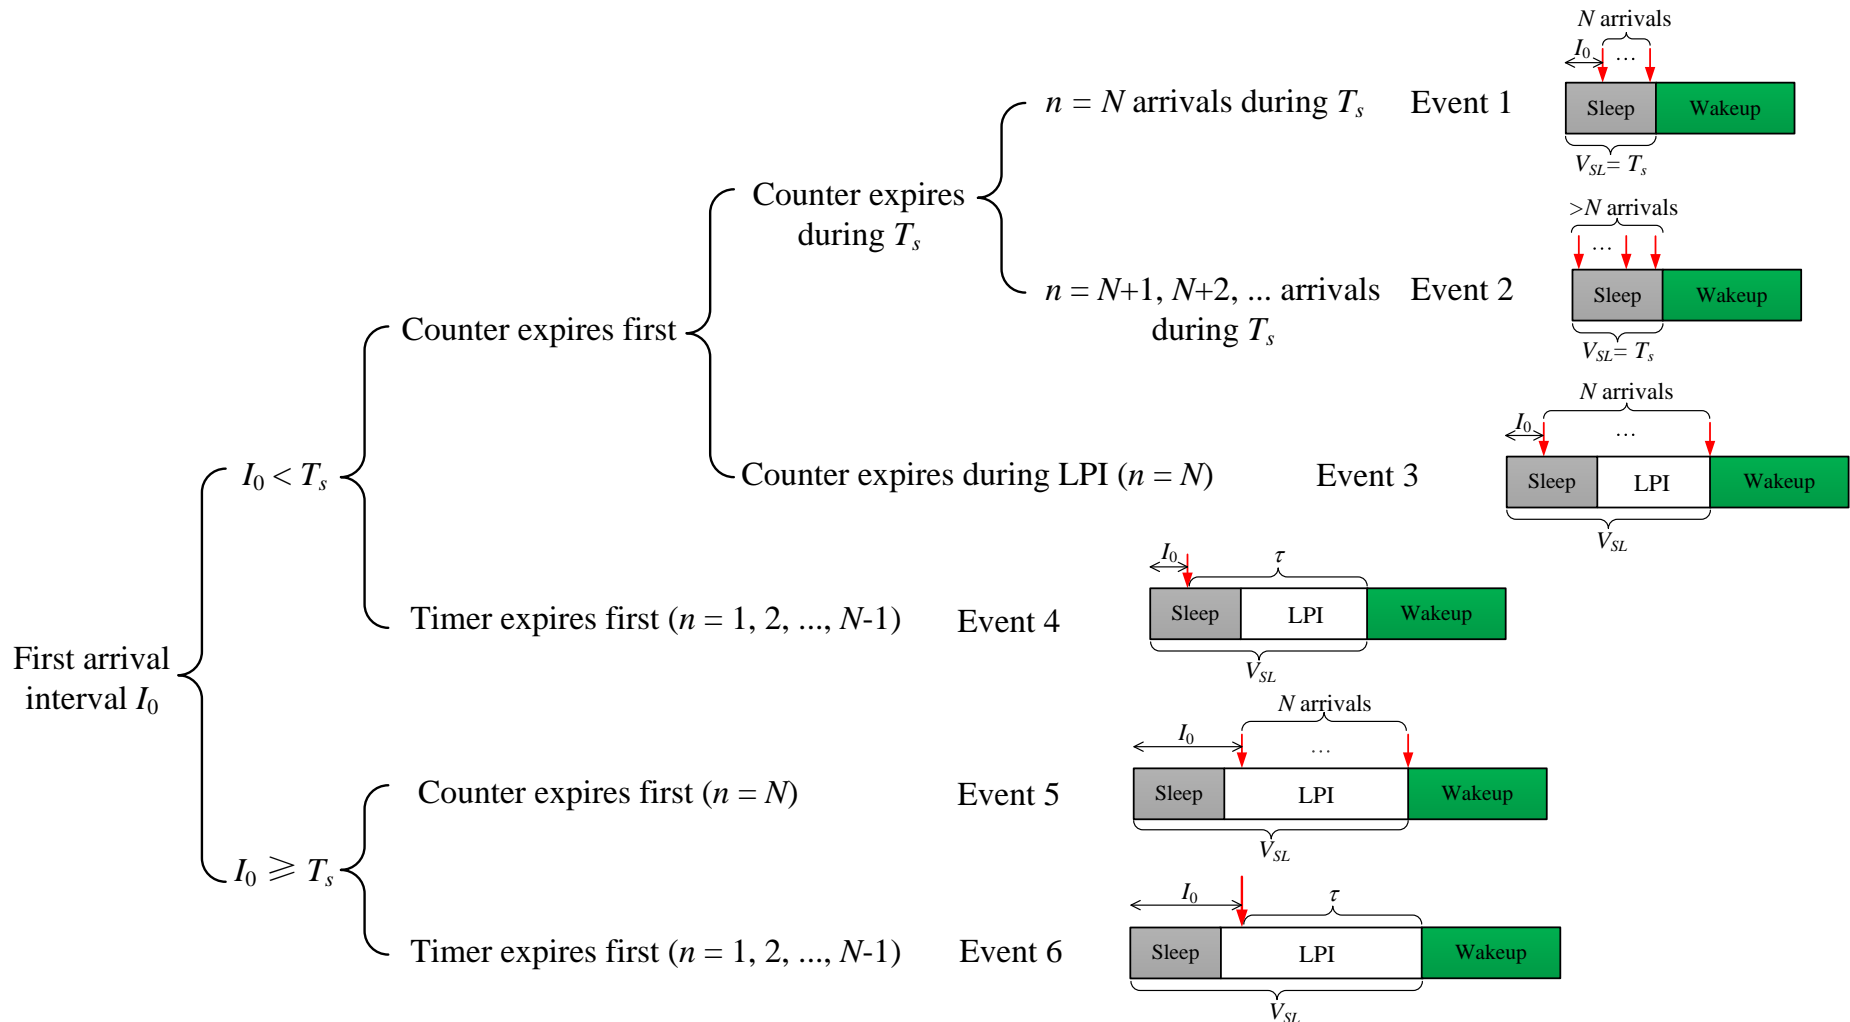 N arrivals
I0
...
n = N arrivals during Ts
Event 1
Sleep
Wakeup
VSL= Ts
Counter expires
during Ts
>N arrivals
...
n = N+1, N+2, ... arrivals
during Ts
Event 2
Sleep
Wakeup
VSL= Ts
Counter expires first
N arrivals
I0
...
I0 < Ts
Counter expires during LPI (n = N)
Event 3
Sleep
LPI
Wakeup
VSL
I0
τ
Timer expires first (n = 1, 2, ..., N-1)
Event 4
Sleep
LPI
Wakeup
VSL
First arrival
interval I0
N arrivals
I0
...
Counter expires first (n = N)
Event 5
Sleep
LPI
Wakeup
VSL
I0 ⩾ Ts
I0
τ
Timer expires first (n = 1, 2, ..., N-1)
Event 6
Sleep
LPI
Wakeup
VSL